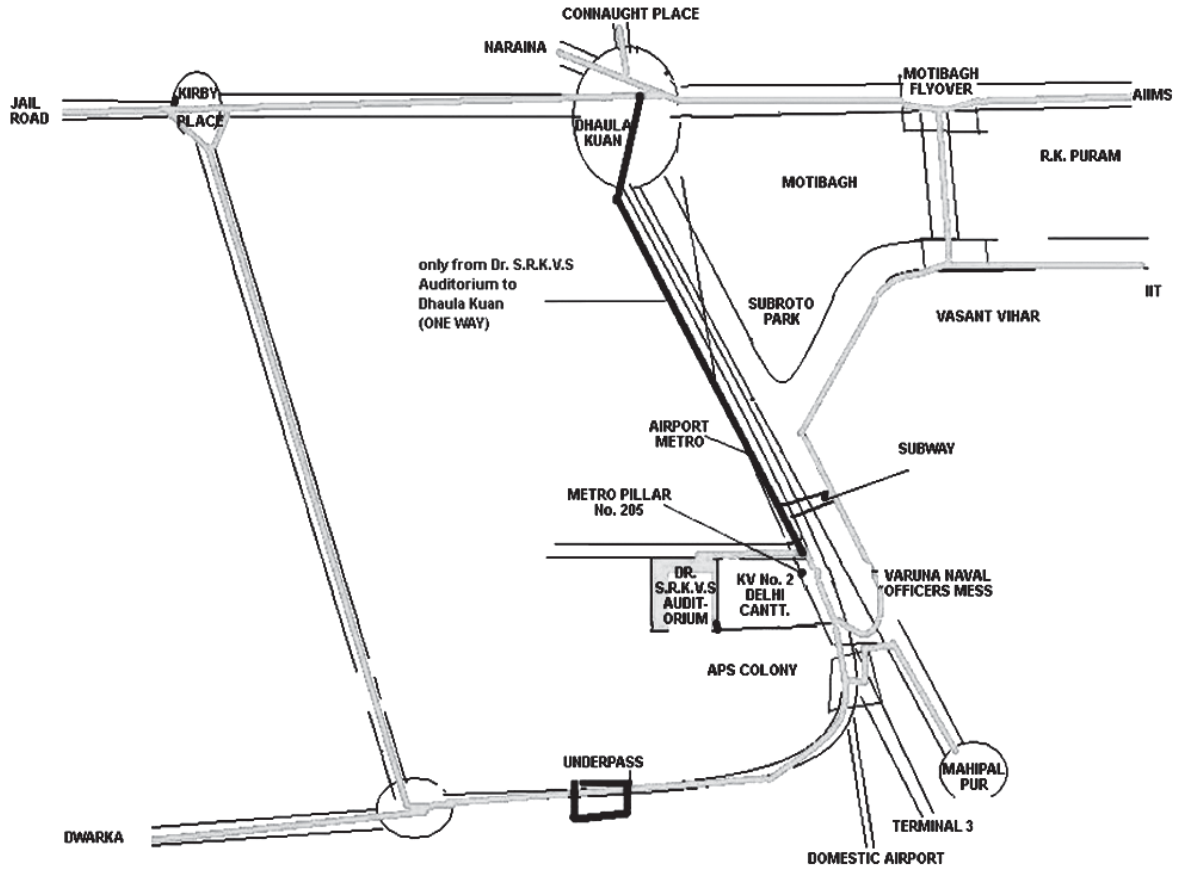 CONNAUGHT PLACE
NARAINA
MOTIBAGH
FLYOVER
JAIL
ROAD
KIRBY
PLACE
AIIMS
DHAULA
KUAN
R.K. PURAM
MOTIBAGH
only from Dr. S.R.K.V.S
Auditorium to
Dhaula Kuan
(ONE WAY)
SUBROTO
PARK
IIT
VASANT VIHAR
AIRPORT
METRO
SUBWAY
METRO PILLAR
No. 205
DR.
S.R.K.V.S
AUDIT-
ORIUM
KV No. 2
DELHI
CANTT.
VARUNA NAVAL
OFFICERS MESS
APS COLONY
UNDERPASS
MAHIPAL
PUR
TERMINAL 3
DWARKA
DOMESTIC AIRPORT